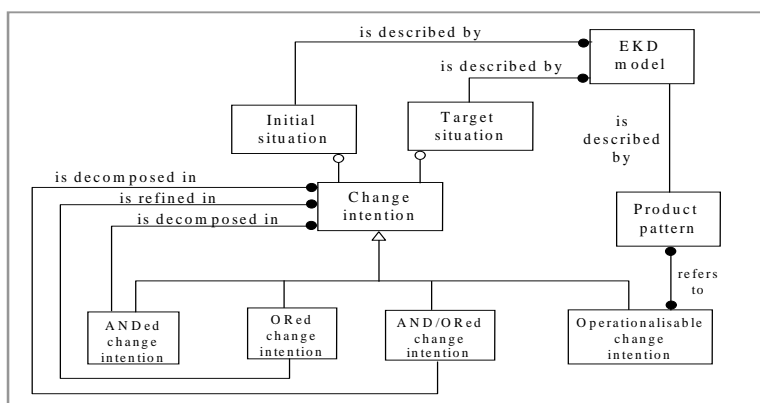 is described by
EKD
model
is described by
Initial
situation
Target
situation
is
described
by
is decomposed in
is refined in
is decomposed in
Change
intention
Product
pattern
refers
to
ANDed
change
intention
ORed
change
intention
AND/ORed
change
intention
Operationalisable
change
intention